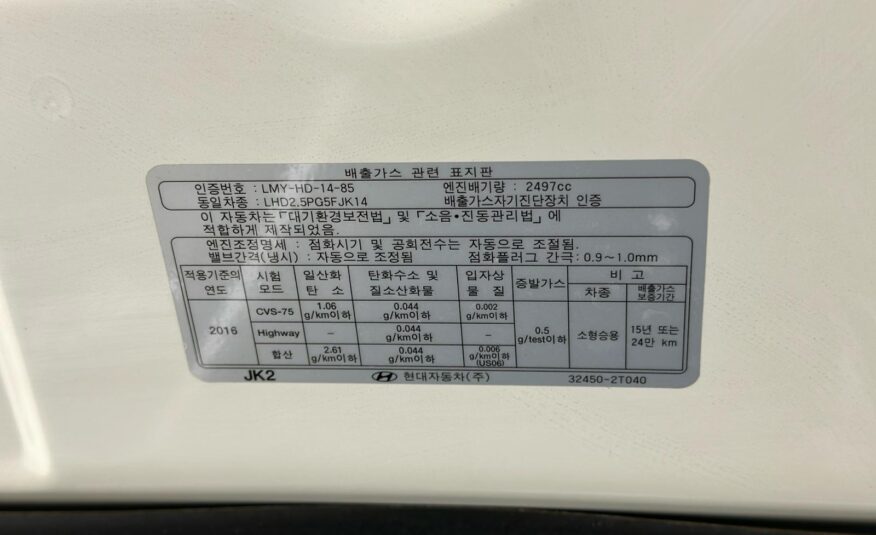 배출가스 관련 표지판
인증번호 : LMY-HD-14-85 엔진배기량 : 2497cc
동일차종 : LHD2.5PG5FJK14 배출가스자기진단장치 인증
이 자동차는「대기환경보전법」및「소음·진동관리법」에
적합하게 제작되었음.
엔진조정명세 : 점화시기 및 공회전수는 자동으로 조절됨.
밸브간격(냉시) : 자동으로 조정됨 점화플러그 간극 : 0.9~1.0mm
적용기준의 연도 시험 모드 일산화 탄소 탄화수소 및 질소산화물 입자상 물질 증발가스 비고
차종 배출가스 보증기간
2016 CVS-75 1.06 g/km이하 0.044 g/km이하 0.002 g/km이하 0.5 g/test이하 소형승용 15년 또는 24만 km
Highway - 0.044 g/km이하 -
합산 2.61 g/km이하 0.044 g/km이하 0.006 g/km이하 (US06)
JK2 현대자동차(주) 32450-2T040